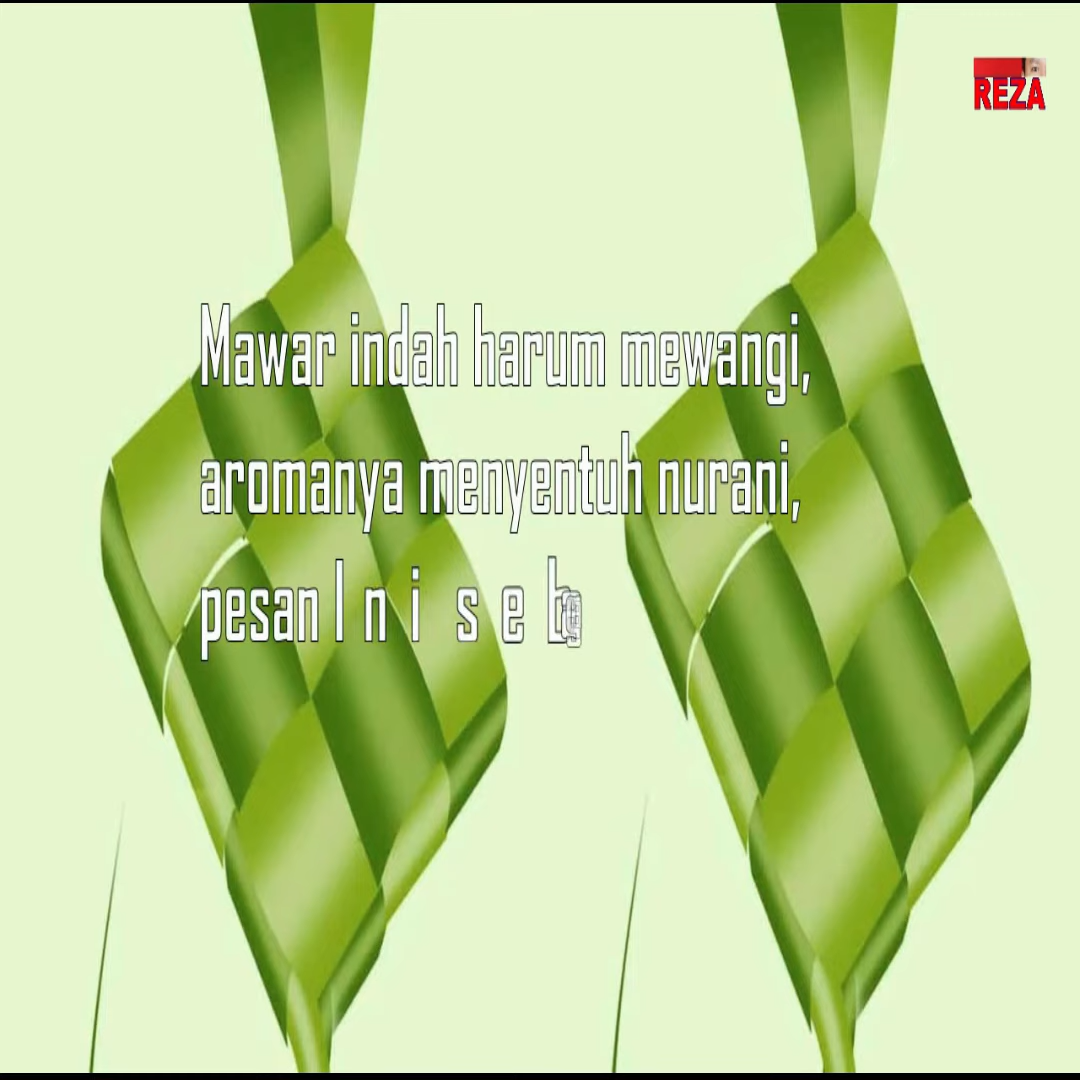 REZA
Mawar indah harum mewangi,
aromanya menyentuh nurani,
pesan I n i